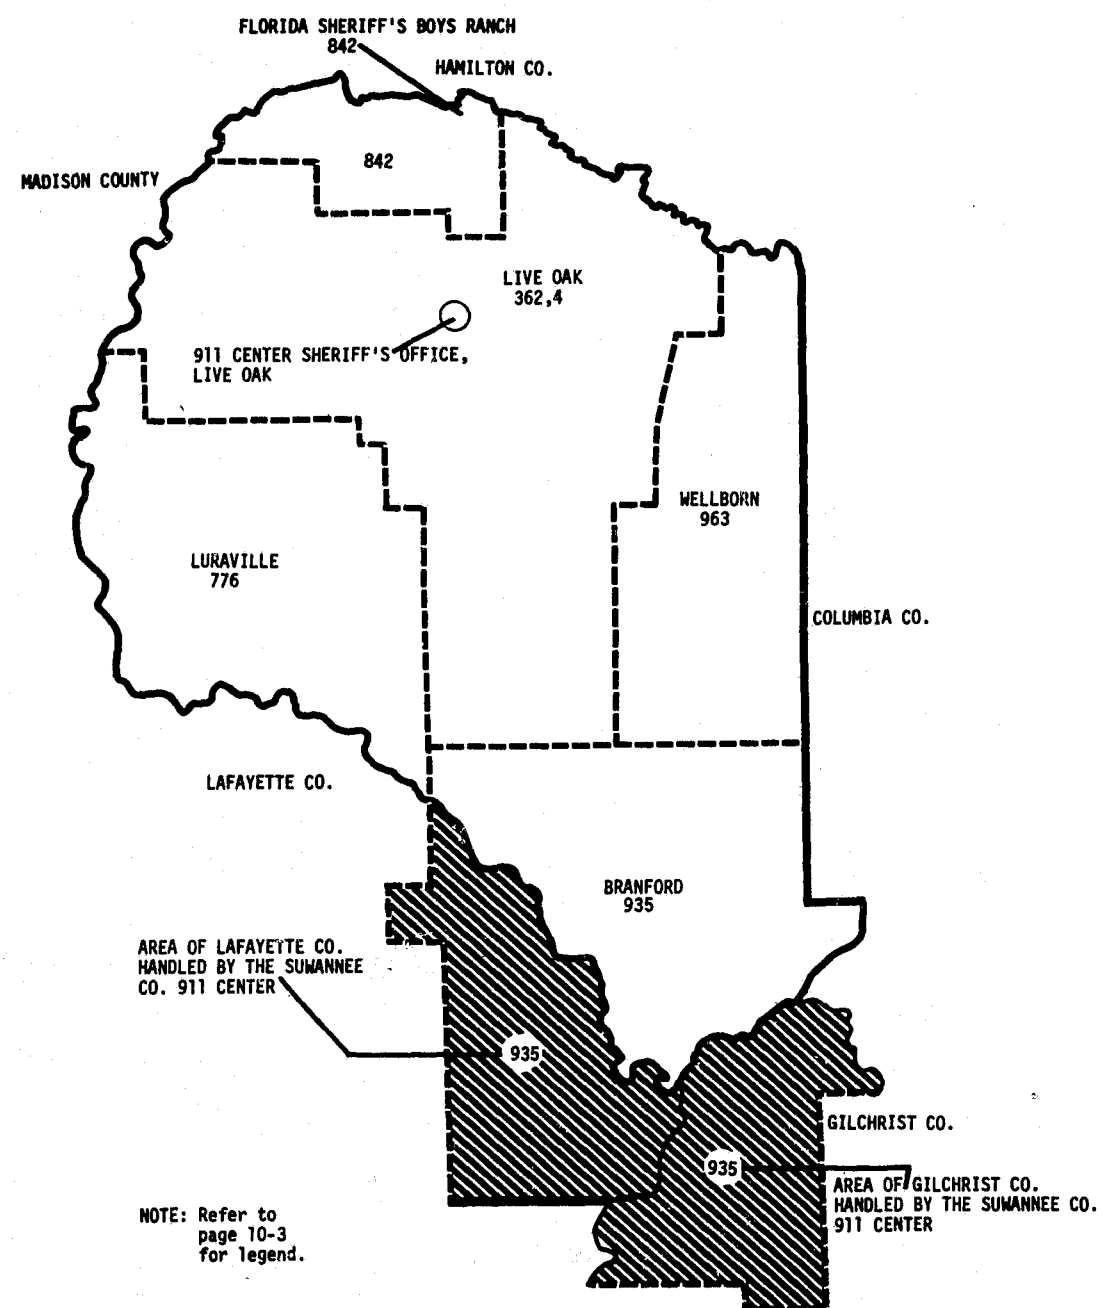 FLORIDA SHERIFF'S BOYS RANCH
842
HAMILTON CO.
842
MADISON COUNTY
LIVE OAK
362,4
911 CENTER SHERIFF'S OFFICE,
LIVE OAK
WELLBORN
963
LURAVILLE
776
COLUMBIA CO.
LAFAYETTE CO.
BRANFORD
935
AREA OF LAFAYETTE CO.
HANDLED BY THE SUWANNEE
CO. 911 CENTER
935
GILCHRIST CO.
935
AREA OF GILCHRIST CO.
HANDLED BY THE SUWANNEE CO.
911 CENTER
NOTE: Refer to
page 10-3
for legend.